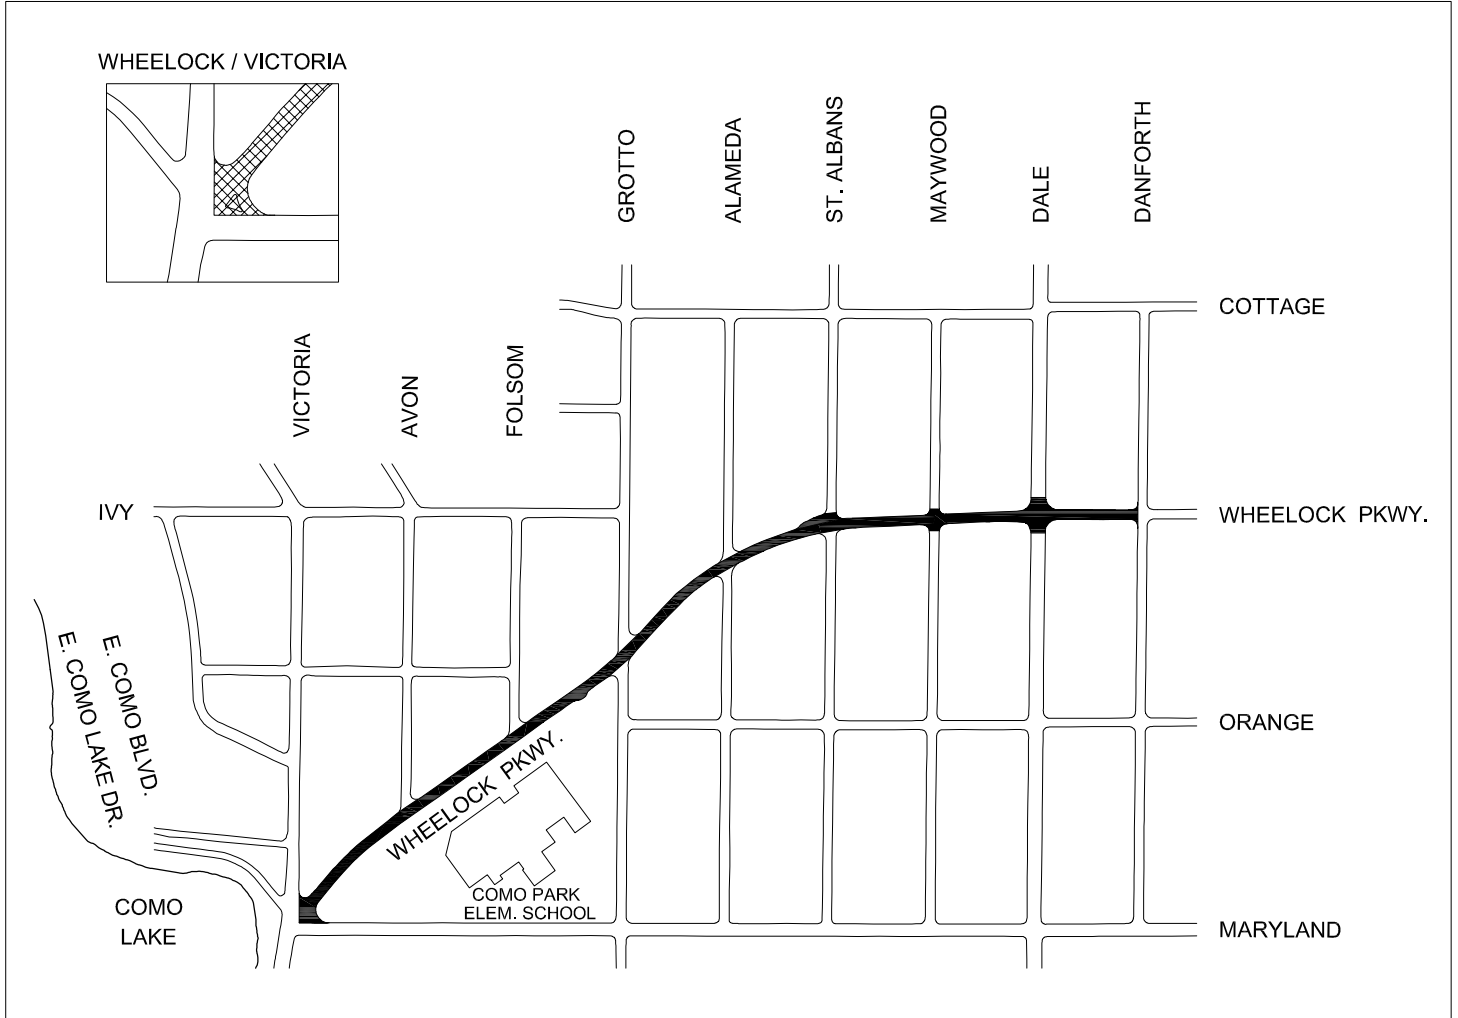 WHEELOCK / VICTORIA
GROTTO
ALAMEDA
ST. ALBANS
MAYWOOD
DALE
DANFORTH
COTTAGE
VICTORIA
AVON
FOLSOM
IVY
WHEELOCK PKWY.
E. COMO BLVD.
E. COMO LAKE DR.
ORANGE
WHEELOCK PKWY.
COMO PARK
ELEM. SCHOOL
COMO
LAKE
MARYLAND